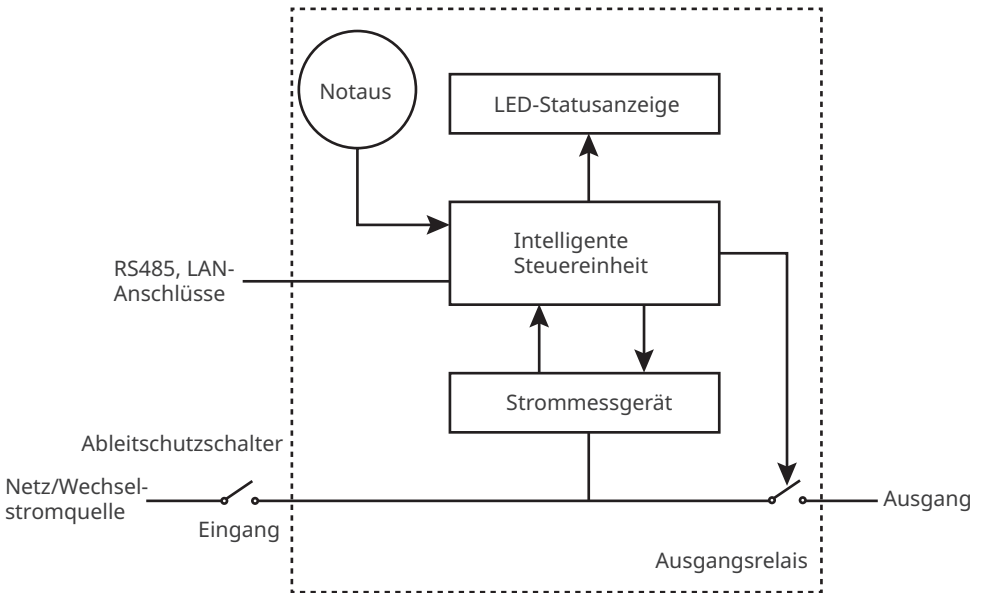 Notaus
LED-Statusanzeige
Intelligente
Steuereinheit
RS485, LAN-
Anschlüsse
Strommessgerät
Ableitschutzschalter
Netz/Wechsel-
stromquelle
Eingang
Ausgang
Ausgangsrelais